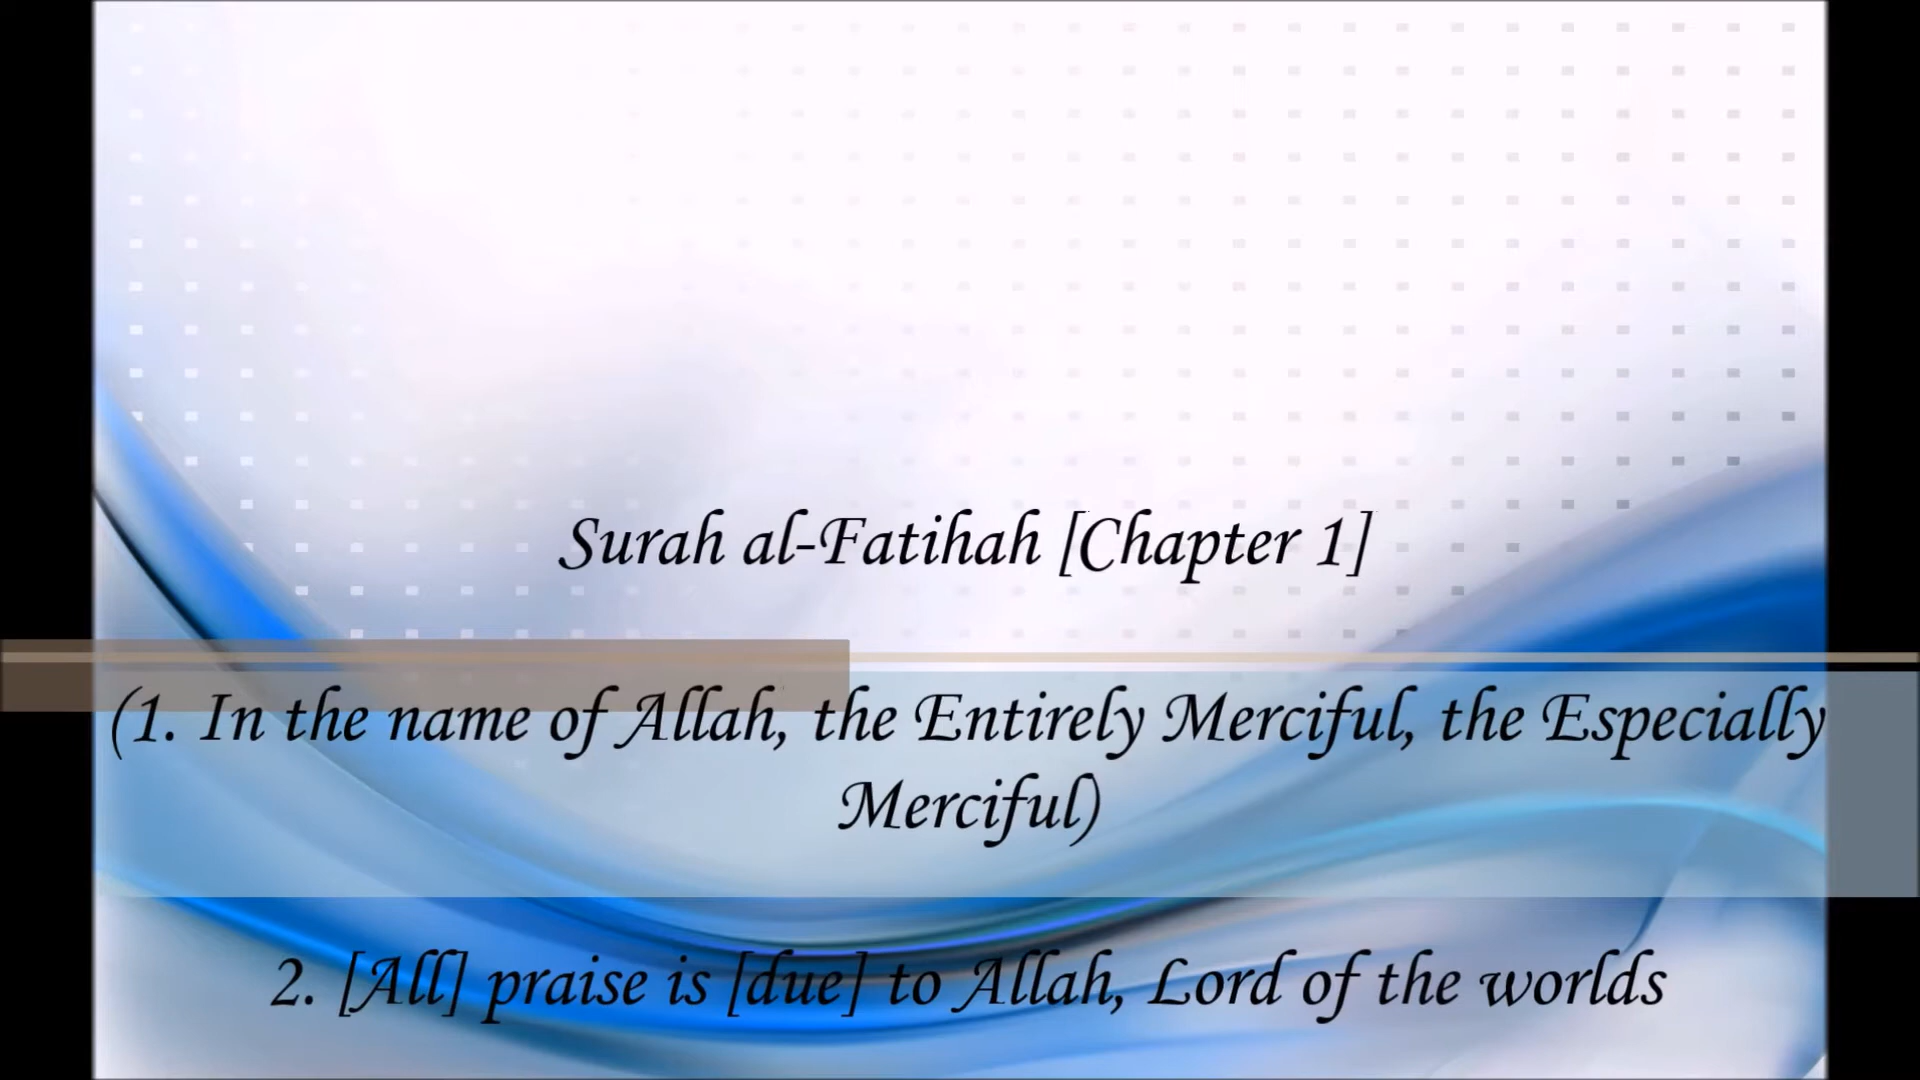 Surah al-Fatihah [Chapter 1]
(1. In the name of Allah, the Entirely Merciful, the Especially
Merciful)
2. [All] praise is [due] to Allah, Lord of the worlds